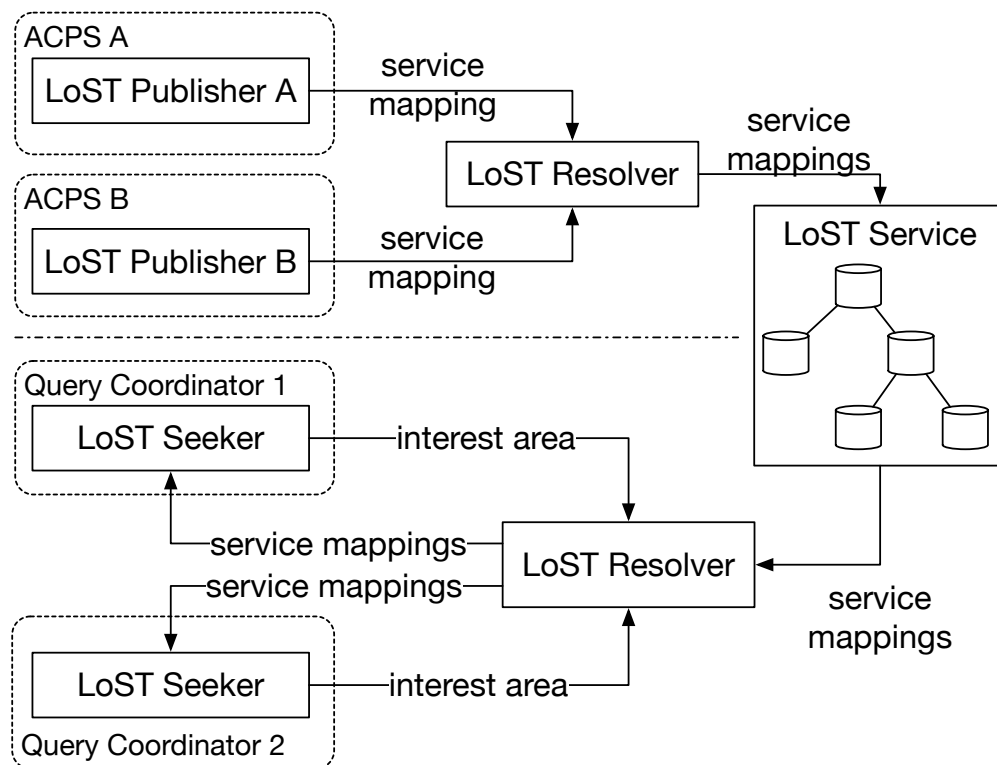 ACPS A
LoST Publisher A
service
mapping
ACPS B
LoST Publisher B
service
mapping
LoST Resolver
service
mappings
LoST Service
Query Coordinator 1
LoST Seeker
interest area
service mappings
service mappings
LoST Resolver
service
mappings
LoST Seeker
interest area
Query Coordinator 2